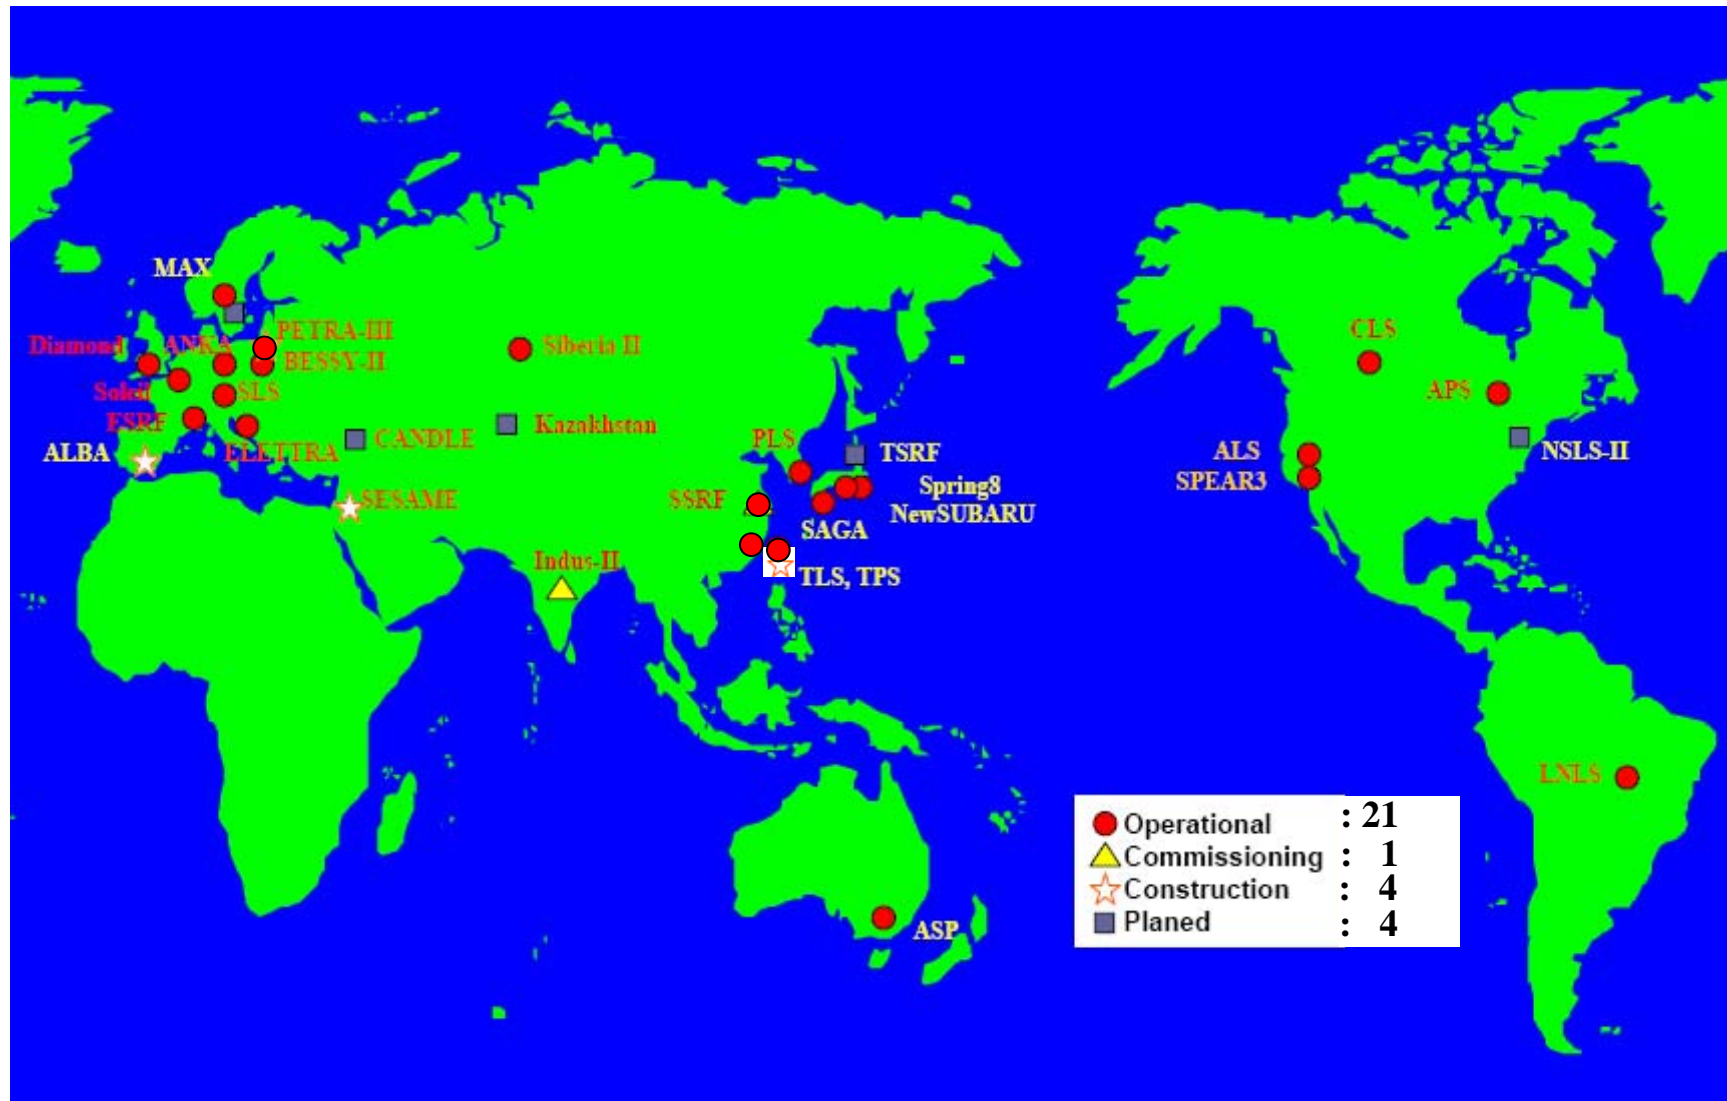 MAX
PETRA-III
Diamond
ANKA
BESSY-II
Soleil
SLS
ESRF
ALBA
ELETTRA
CANDLE
SESAME
Siberia II
Kazakhstan
PLS
TSRF
SSRF
Spring8
NewSUBARU
SAGA
Indus-II
TLS, TPS
CLS
APS
ALS
SPEAR3
NSLS-II
LNLS
ASP
Operational : 21
Commissioning : 1
Construction : 4
Planed : 4